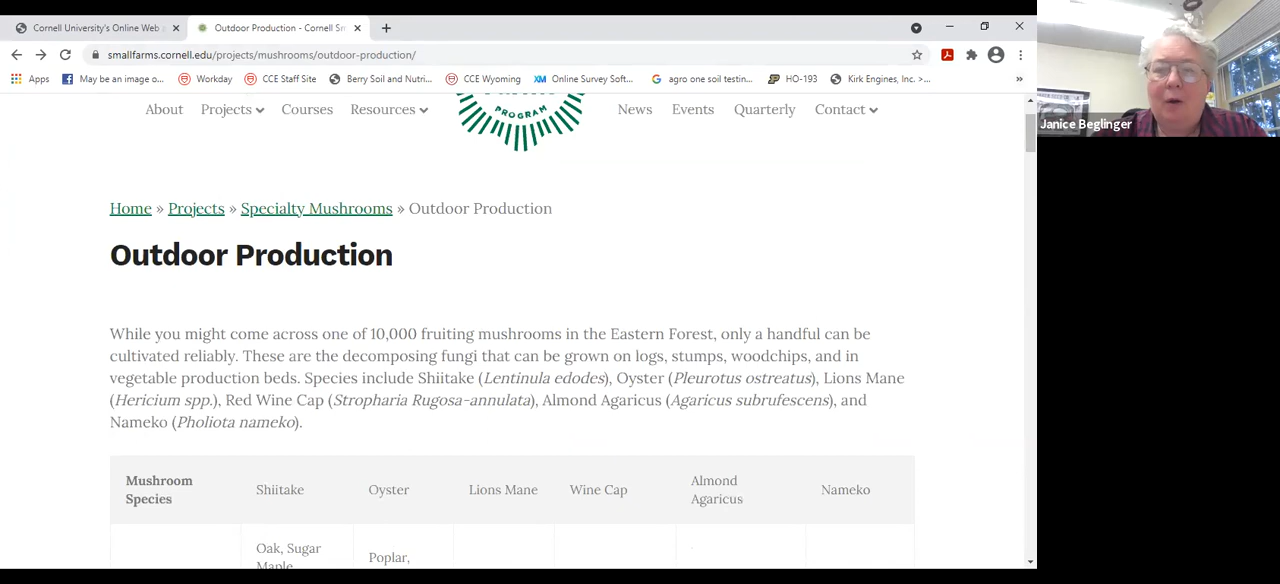 Cornell University's Online Web
Outdoor Production - Cornell Sm
smallfarms.cornell.edu/projects/mushrooms/outdoor-production/
Apps
May be an image o...
Workday
CCE Staff Site
Berry Soil and Nutri...
CCE Wyoming
Online Survey Soft...
agro one soil testin...
HO-193
Kirk Engines, Inc. >...
»
About Projects Courses Resources
PROGRAM
News Events Quarterly Contact
Janice Beglinger
Home » Projects » Specialty Mushrooms » Outdoor Production
Outdoor Production
While you might come across one of 10,000 fruiting mushrooms in the Eastern Forest, only a handful can be
cultivated reliably. These are the decomposing fungi that can be grown on logs, stumps, woodchips, and in
vegetable production beds. Species include Shiitake (Lentinula edodes), Oyster (Pleurotus ostreatus), Lions Mane
(Hericium spp.), Red Wine Cap (Stropharia Rugosa-annulata), Almond Agaricus (Agaricus subrufescens), and
Nameko (Pholiota nameko).
Mushroom
Species
Shiitake
Oyster
Lions Mane
Wine Cap
Almond
Agaricus
Nameko
Oak, Sugar
Maple
Poplar,